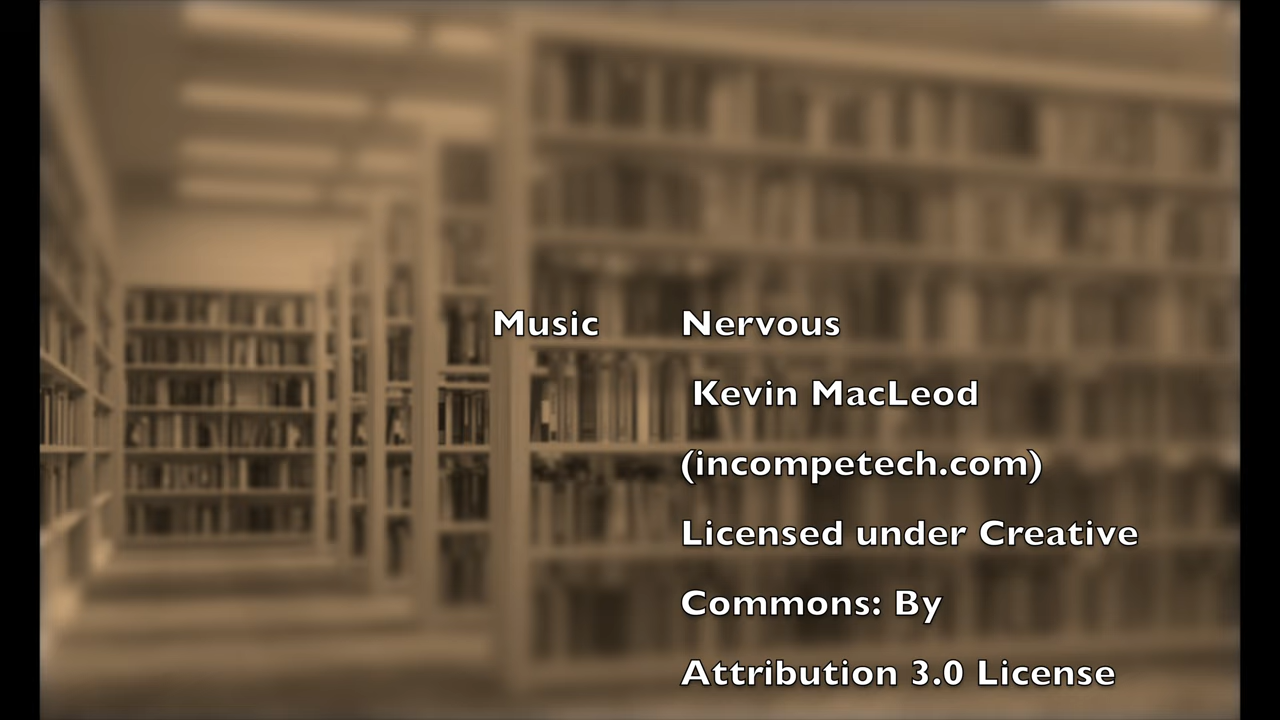 Music Nervous
Kevin MacLeod
(incompetech.com)
Licensed under Creative
Commons: By
Attribution 3.0 License